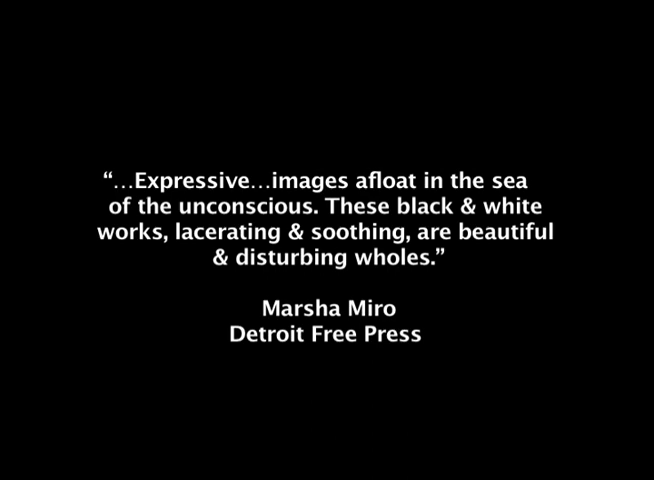 “…Expressive…images afloat in the sea
of the unconscious. These black & white
works, lacerating & soothing, are beautiful
& disturbing wholes.”
Marsha Miro
Detroit Free Press